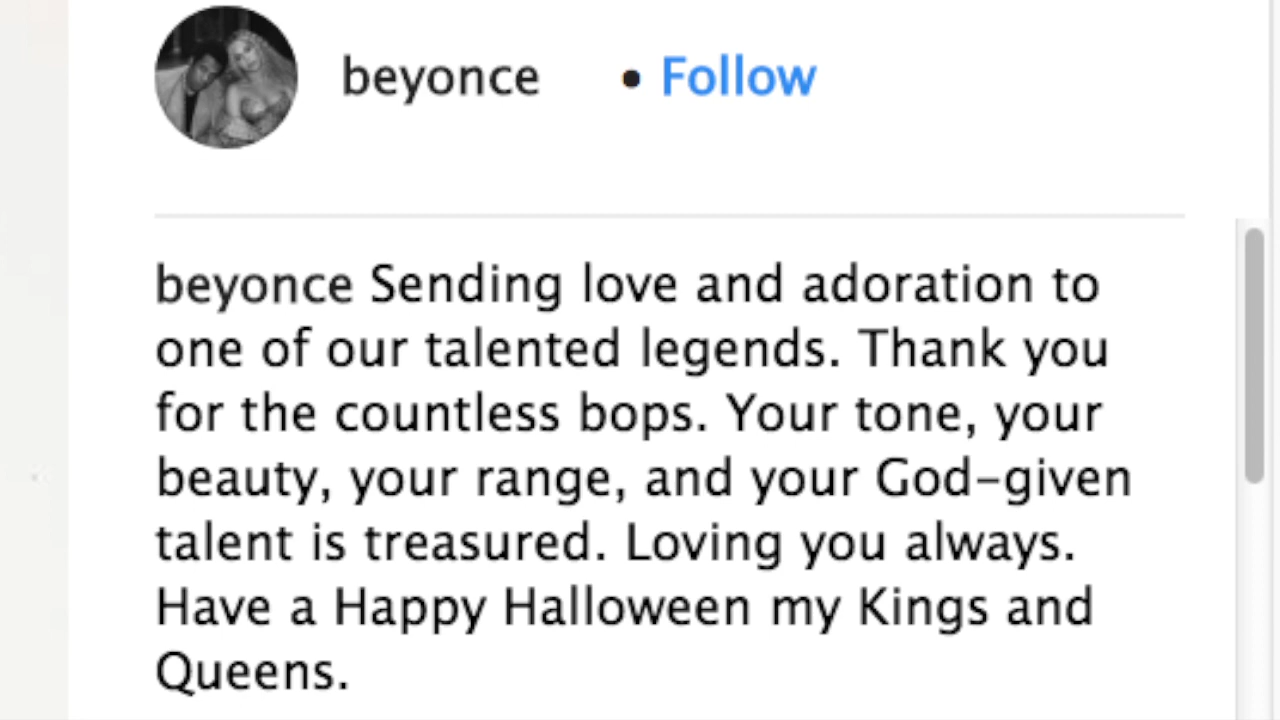 beyonce • Follow
beyonce Sending love and adoration to
one of our talented legends. Thank you
for the countless bops. Your tone, your
beauty, your range, and your God-given
talent is treasured. Loving you always.
Have a Happy Halloween my Kings and
Queens.